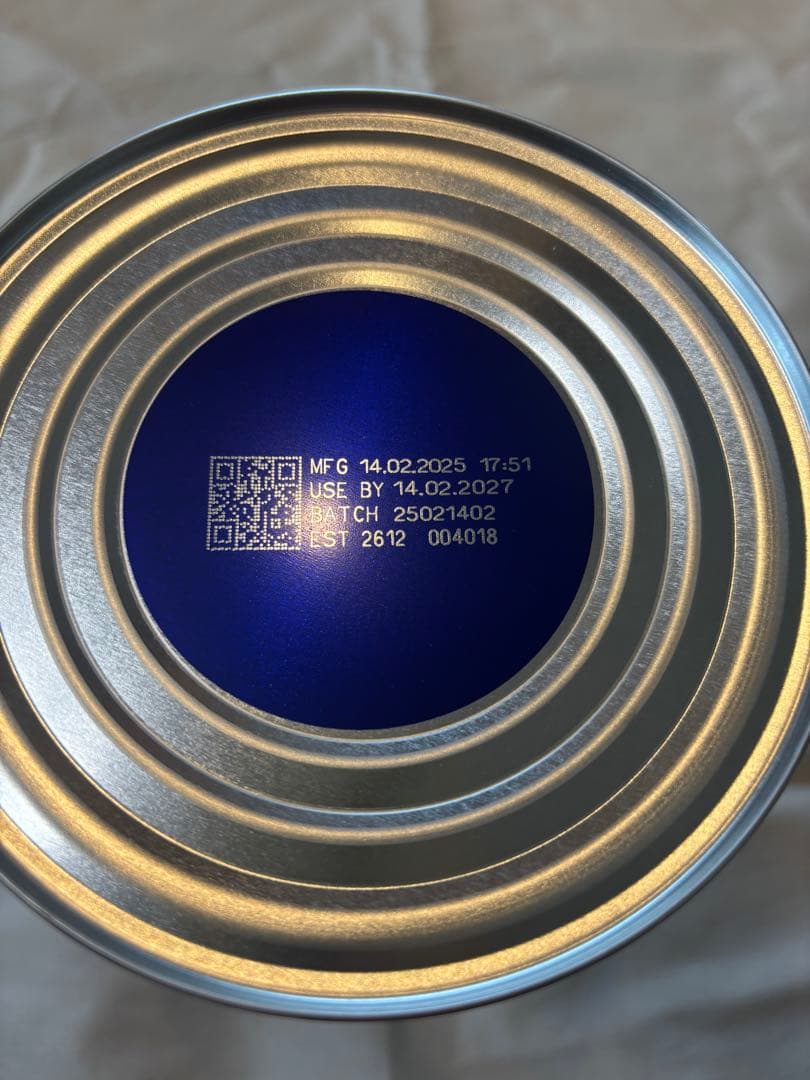 MFG 14.02.2025 17:51
USE BY 14.02.2027
BATCH 25021402
EST 2612 004018